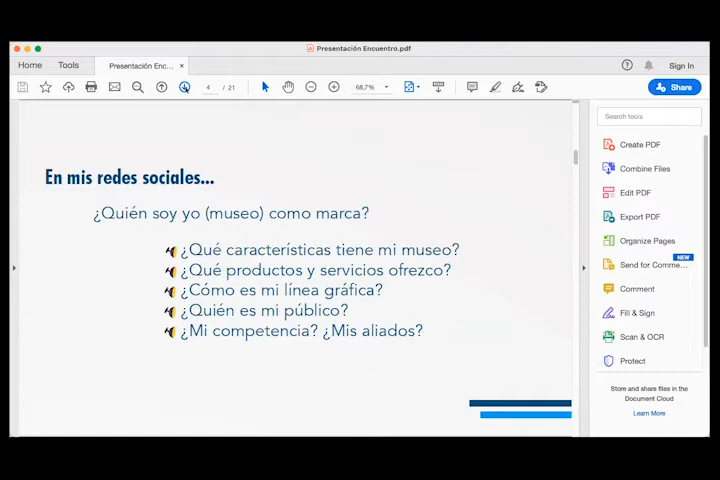 Presentación Encuentro.pdf
Home Tools Presentación Enc... × Sign In
4 / 21 68,7% Share
En mis redes sociales...
¿Quién soy yo (museo) como marca?
¿Qué características tiene mi museo?
¿Qué productos y servicios ofrezco?
¿Cómo es mi línea gráfica?
¿Quién es mi público?
¿Mi competencia? ¿Mis aliados?
Search tools
Create PDF
Combine Files
Edit PDF
Export PDF
Organize Pages
NEW
Send for Comme...
Comment
Fill & Sign
Scan & OCR
Protect
Store and share files in the
Document Cloud
Learn More